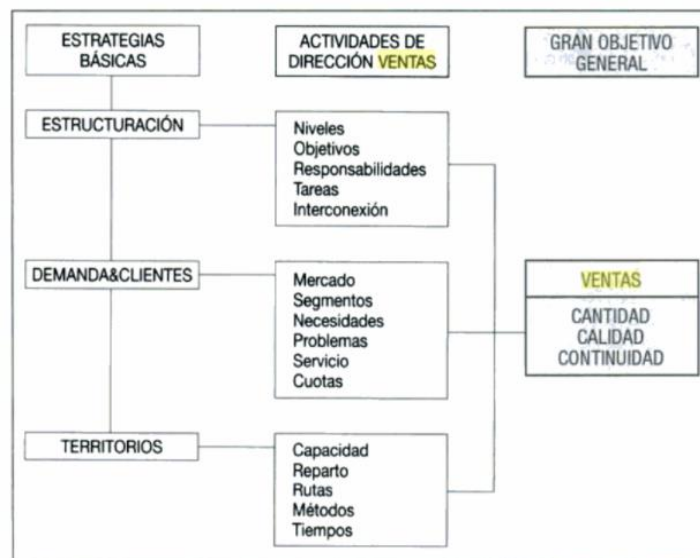 ESTRATEGIAS
BÁSICAS
ACTIVIDADES DE
DIRECCIÓN VENTAS
GRAN OBJETIVO
GENERAL
ESTRUCTURACIÓN
Niveles
Objetivos
Responsabilidades
Tareas
Interconexión
DEMANDA&CLIENTES
Mercado
Segmentos
Necesidades
Problemas
Servicio
Cuotas
VENTAS
CANTIDAD
CALIDAD
CONTINUIDAD
TERRITORIOS
Capacidad
Reparto
Rutas
Métodos
Tiempos